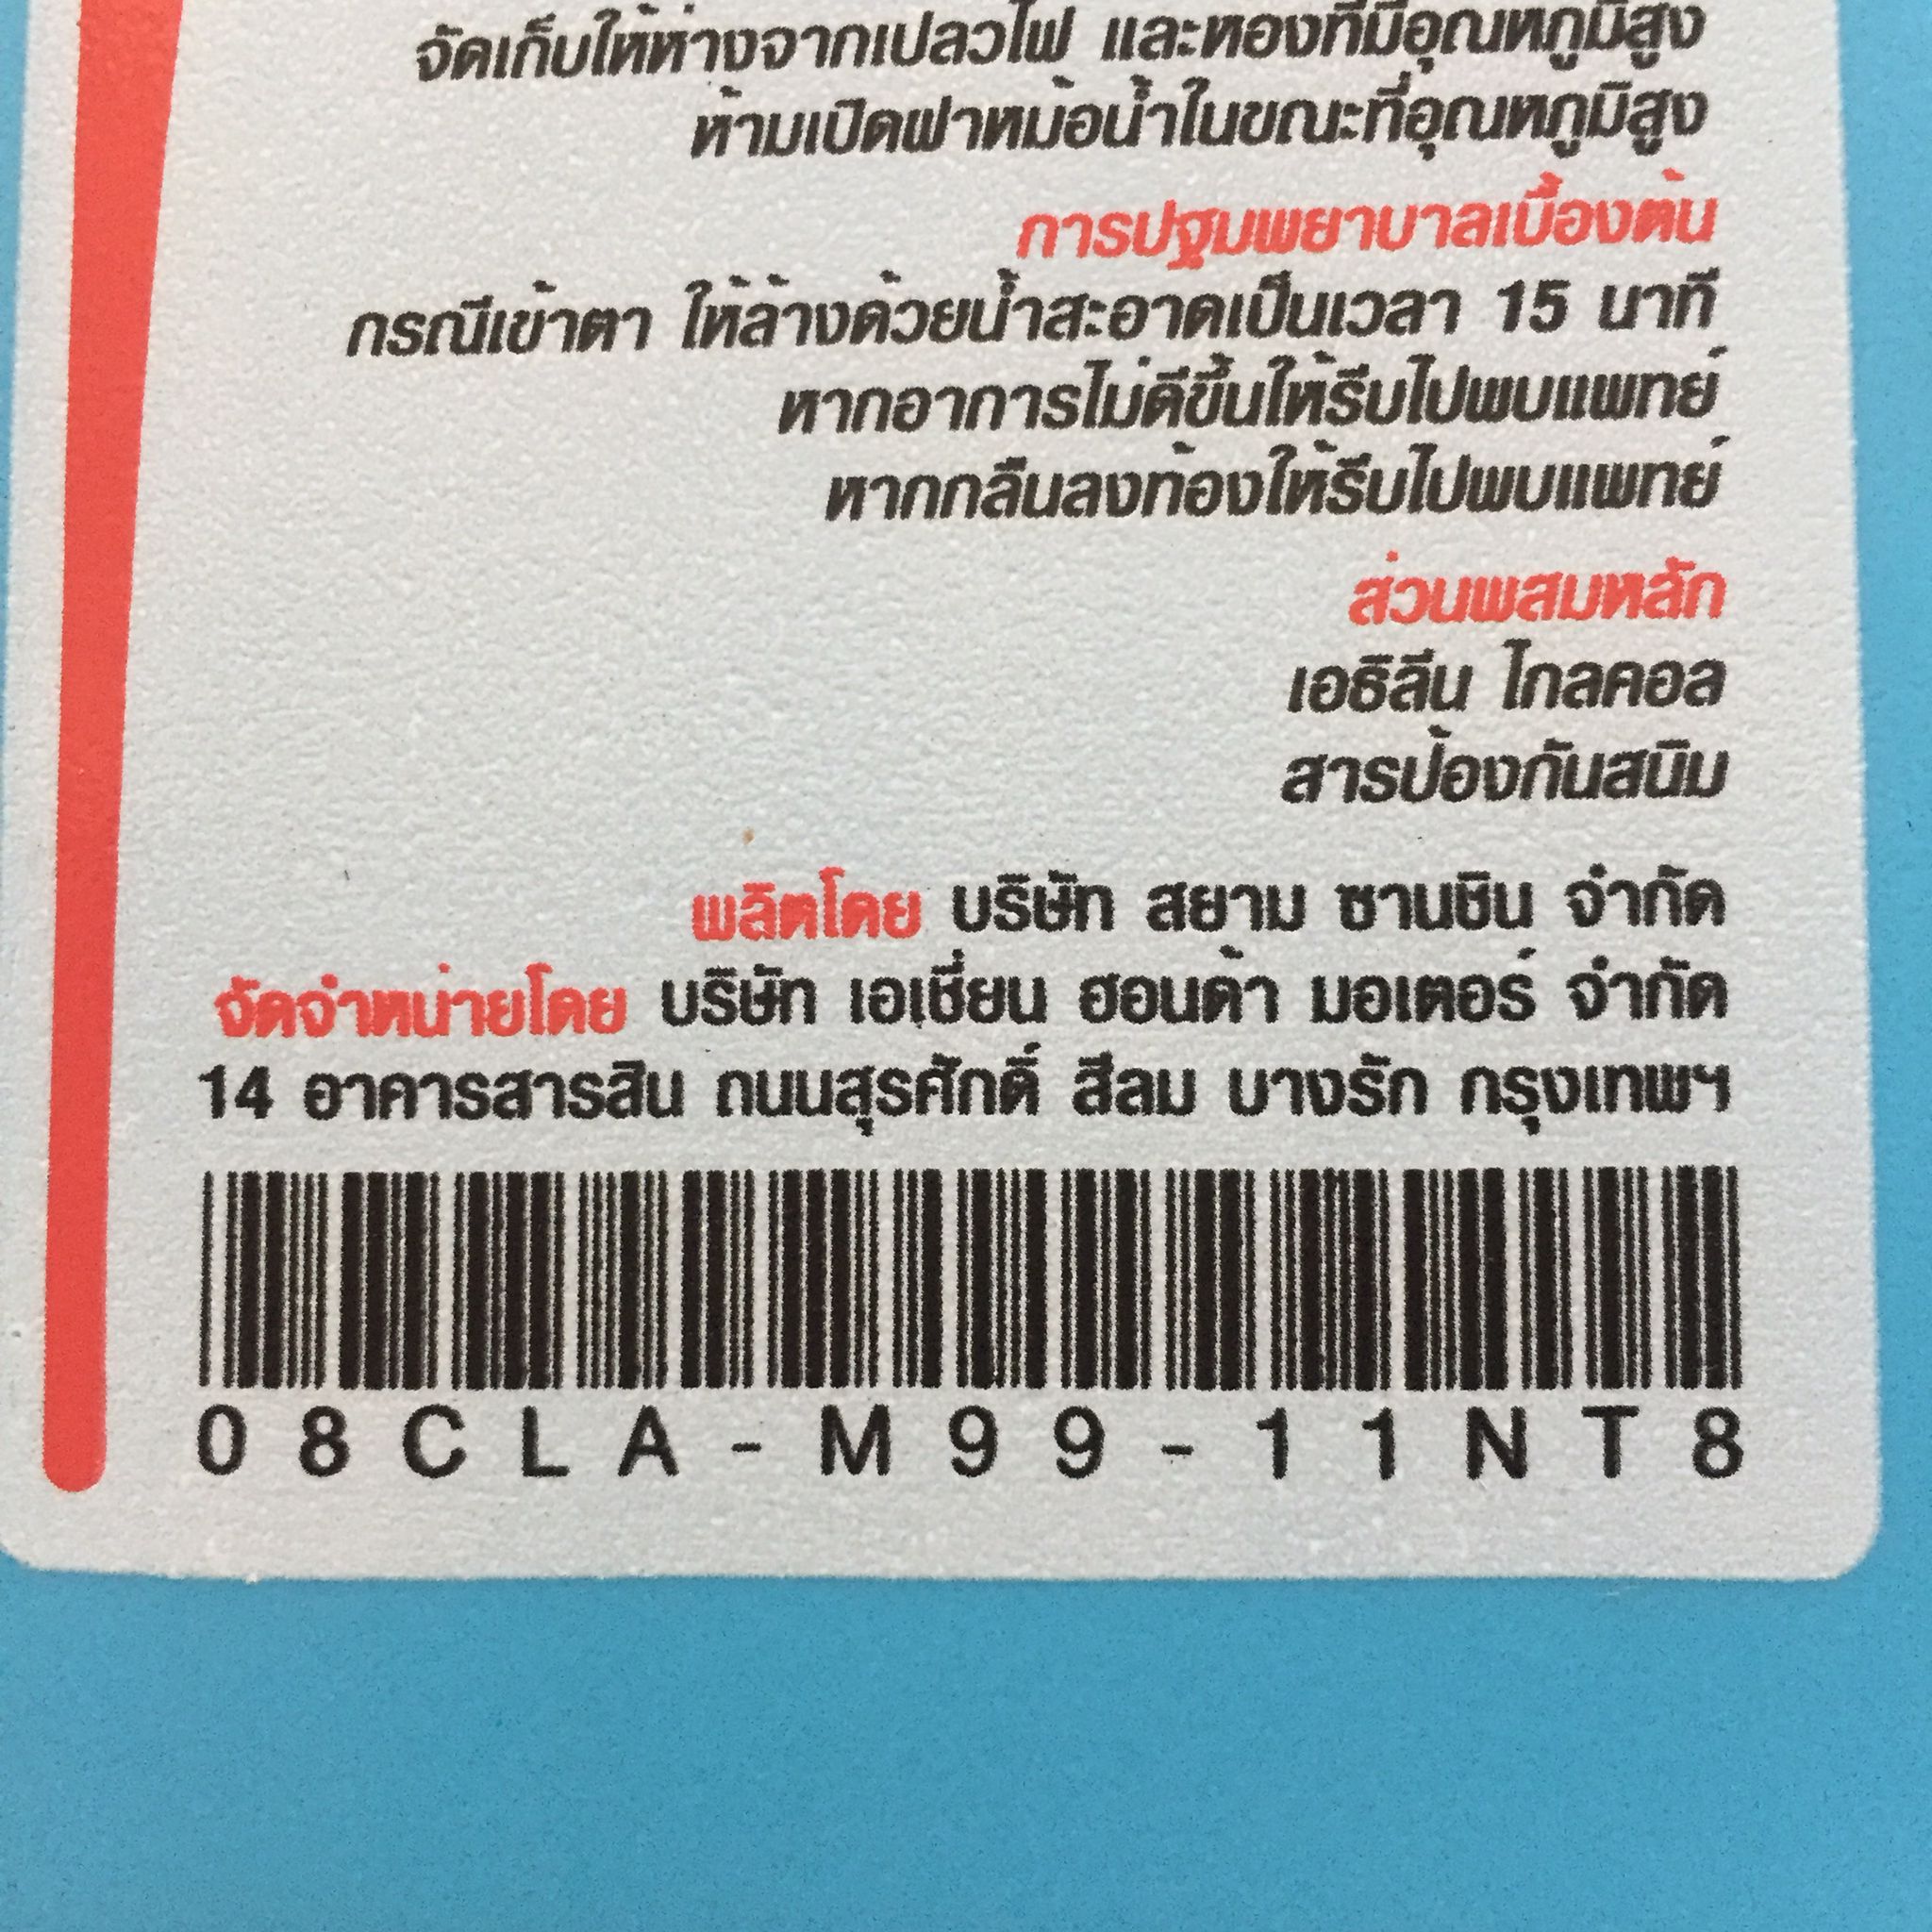 จัดเก็บให้ห่างจากเปลวไฟ และห้องที่มีอุณหภูมิสูง
ห้ามเปิดฝาหม้อน้ำในขณะที่อุณหภูมิสูง
การปฐมพยาบาลเบื้องต้น
กรณีเข้าตา ให้ล้างด้วยน้ำสะอาดเป็นเวลา 15 นาที
หากอาการไม่ดีขึ้นให้รีบไปพบแพทย์
หากกลืนลงท้องให้รีบไปพบแพทย์
ส่วนผสมหลัก
เอธิลีน ไกลคอล
สารป้องกันสนิม
ผลิตโดย บริษัท สยาม ซานชิน จำกัด
จัดจำหน่ายโดย บริษัท เอเชี่ยน ฮอนด้า มอเตอร์ จำกัด
14 อาคารสารสิน ถนนสุรศักดิ์ สีลม บางรัก กรุงเทพฯ
08CLA-M99-11NT8